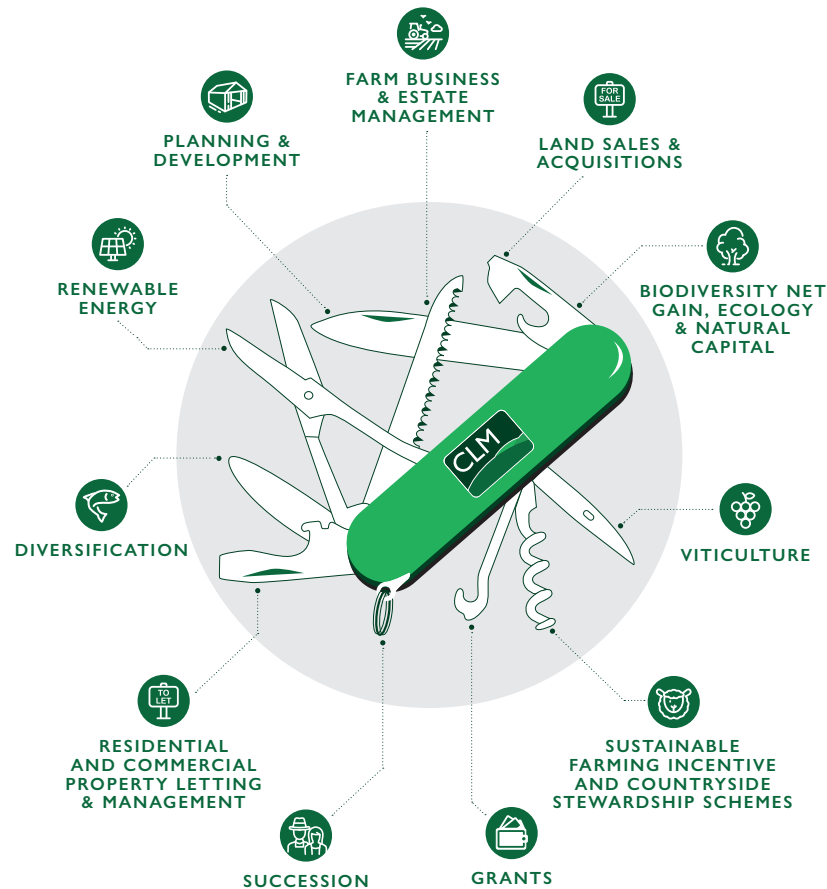 FARM BUSINESS
& ESTATE
MANAGEMENT
PLANNING &
DEVELOPMENT
FOR
SALE
LAND SALES &
ACQUISITIONS
RENEWABLE
ENERGY
BIODIVERSITY NET
GAIN, ECOLOGY
& NATURAL
CAPITAL
CLM
DIVERSIFICATION
VITICULTURE
TO
LET
RESIDENTIAL
AND COMMERCIAL
PROPERTY LETTING
& MANAGEMENT
SUSTAINABLE
FARMING INCENTIVE
AND COUNTRYSIDE
STEWARDSHIP SCHEMES
SUCCESSION
GRANTS